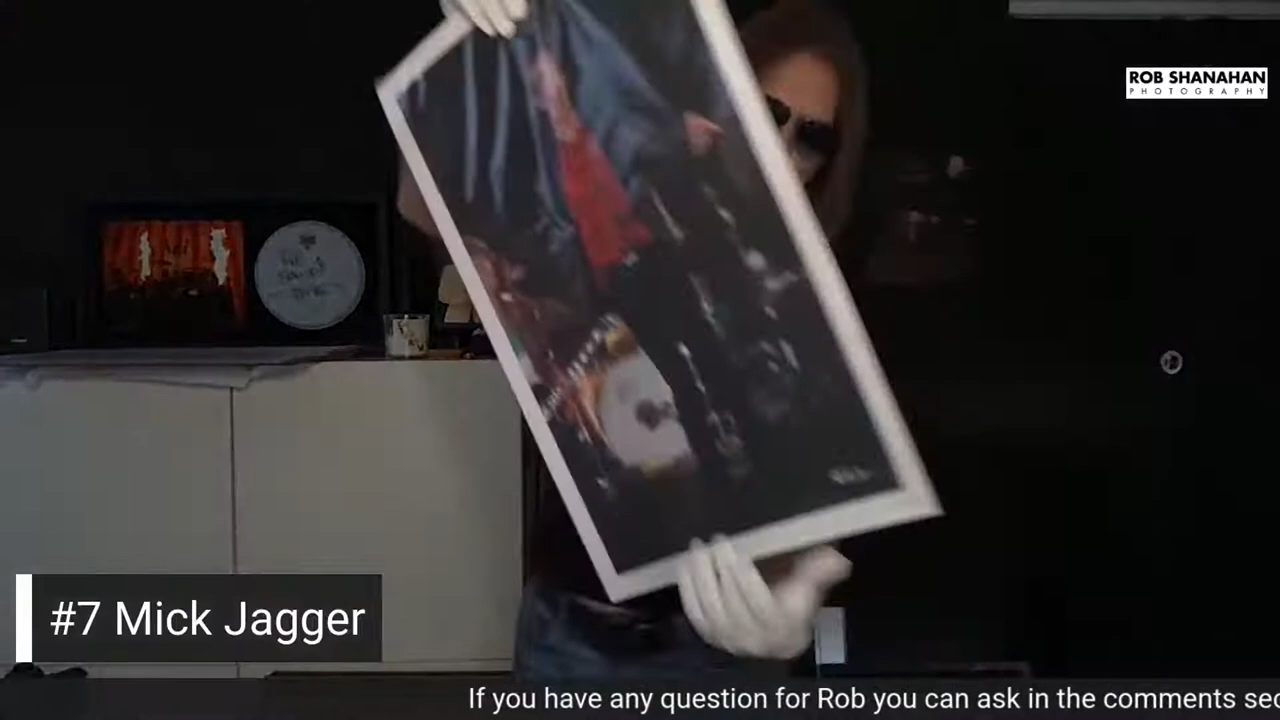 ROB SHANAHAN
PHOTOGRAPHY
#7 Mick Jagger
If you have any question for Rob you can ask in the comments sec